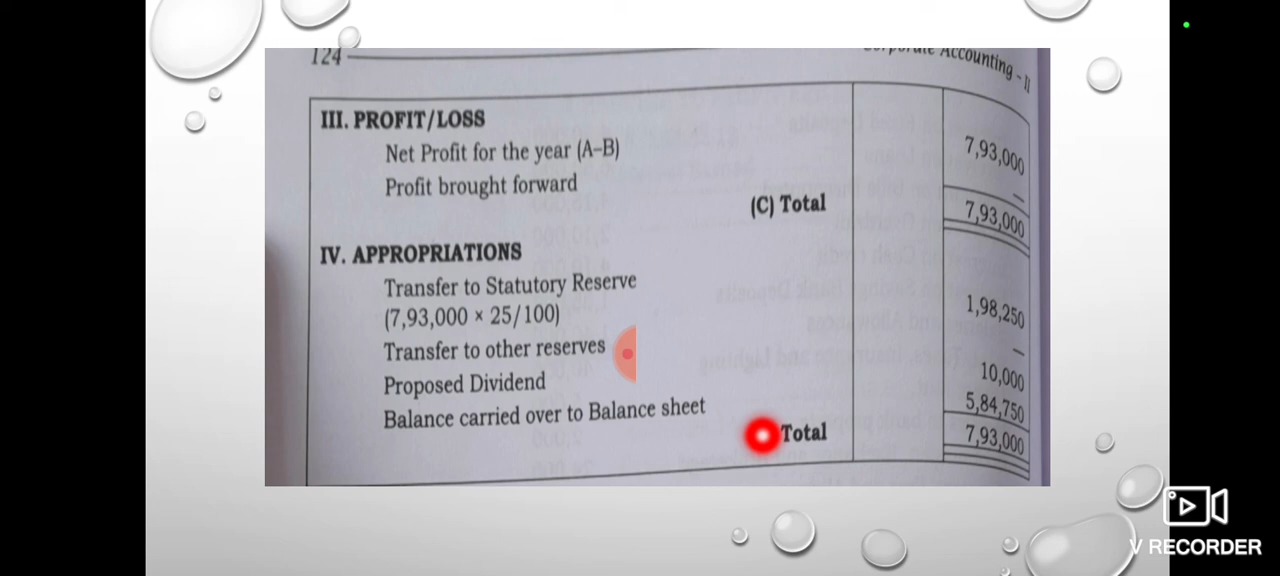 124
Corporate Accounting - II
III. PROFIT/LOSS
Net Profit for the year (A–B) 7,93,000
Profit brought forward –
(C) Total 7,93,000
IV. APPROPRIATIONS
Transfer to Statutory Reserve
(7,93,000 × 25/100) 1,98,250
Transfer to other reserves –
Proposed Dividend 10,000
Balance carried over to Balance sheet 5,84,750
Total 7,93,000
V RECORDER